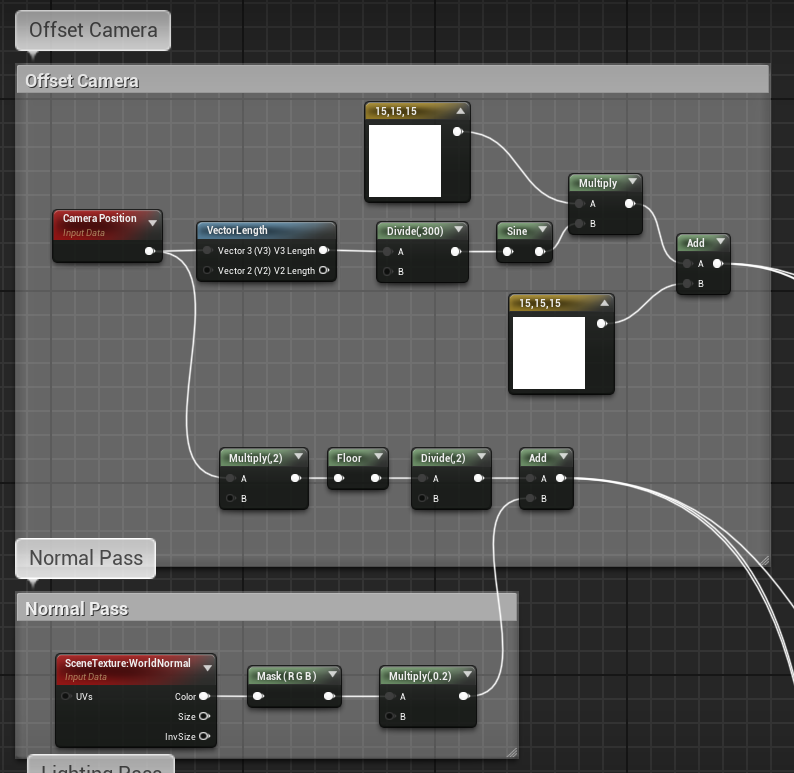 Offset Camera
Offset Camera
15,15,15
Multiply
A
B
Camera Position
Input Data
VectorLength
Vector 3 (V3) V3 Length
Vector 2 (V2) V2 Length
Divide(,300)
A
B
Sine
Add
A
B
15,15,15
Multiply(,2)
A
B
Floor
Divide(,2)
A
B
Add
A
B
Normal Pass
Normal Pass
SceneTexture:WorldNormal
Input Data
UVs Color
Size
InvSize
Mask ( R G B )
Multiply(,0.2)
A
B
Lighting Pass